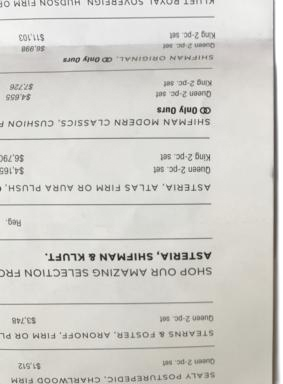 SEALY POSTUREPEDIC, CHARLWOOD FIRM
Queen 2-pc. set $1,512
STEARNS & FOSTER, ARONOFF, FIRM OR PL
Queen 2-pc. set $3,748
SHOP OUR AMAZING SELECTION FRO
ASTERIA, SHIFMAN & KLUFT.
Reg.
ASTERIA, ATLAS FIRM OR AURA PLUSH,
Queen 2-pc. set $4,165
King 2-pc. set $6,790
SHIFMAN MODERN CLASSICS, CUSHION F
Only Ours
Queen 2-pc. set $4,655
King 2-pc. set $7,726
SHIFMAN ORIGINAL, Only Ours
Queen 2-pc. set $6,998
King 2-pc. set $11,103
KLUFT ROYAL SOVEREIGN, HUDSON FIRM OR